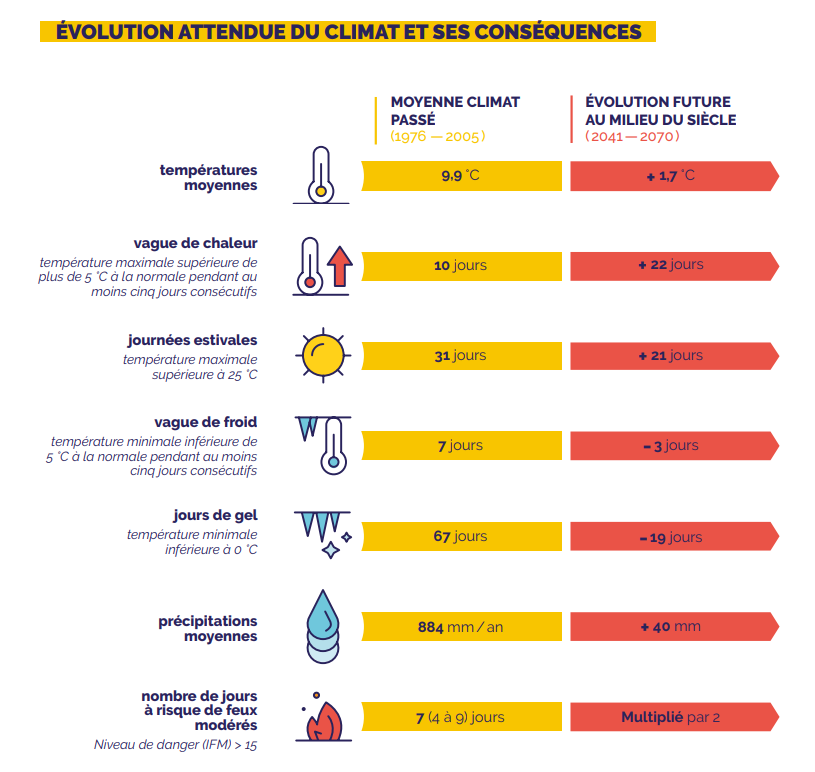 ÉVOLUTION ATTENDUE DU CLIMAT ET SES CONSÉQUENCES
MOYENNE CLIMAT
PASSÉ
(1976 — 2005)
ÉVOLUTION FUTURE
AU MILIEU DU SIÈCLE
(2041 — 2070)
températures
moyennes
9,9 °C
+ 1,7 °C
vague de chaleur
température maximale supérieure de
plus de 5 °C à la normale pendant au
moins cinq jours consécutifs
10 jours
+ 22 jours
journées estivales
température maximale
supérieure à 25 °C
31 jours
+ 21 jours
vague de froid
température minimale inférieure de
5 °C à la normale pendant au moins
cinq jours consécutifs
7 jours
– 3 jours
jours de gel
température minimale
inférieure à 0 °C
67 jours
– 19 jours
précipitations
moyennes
884 mm / an
+ 40 mm
nombre de jours
à risque de feux
modérés
Niveau de danger (IFM) > 15
7 (4 à 9) jours
Multiplié par 2